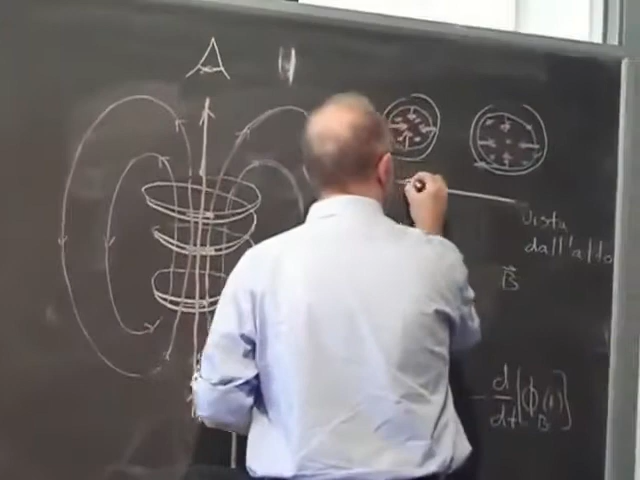 vista
dall'alto
B⃗
- d/dt [Φ_B(t)]